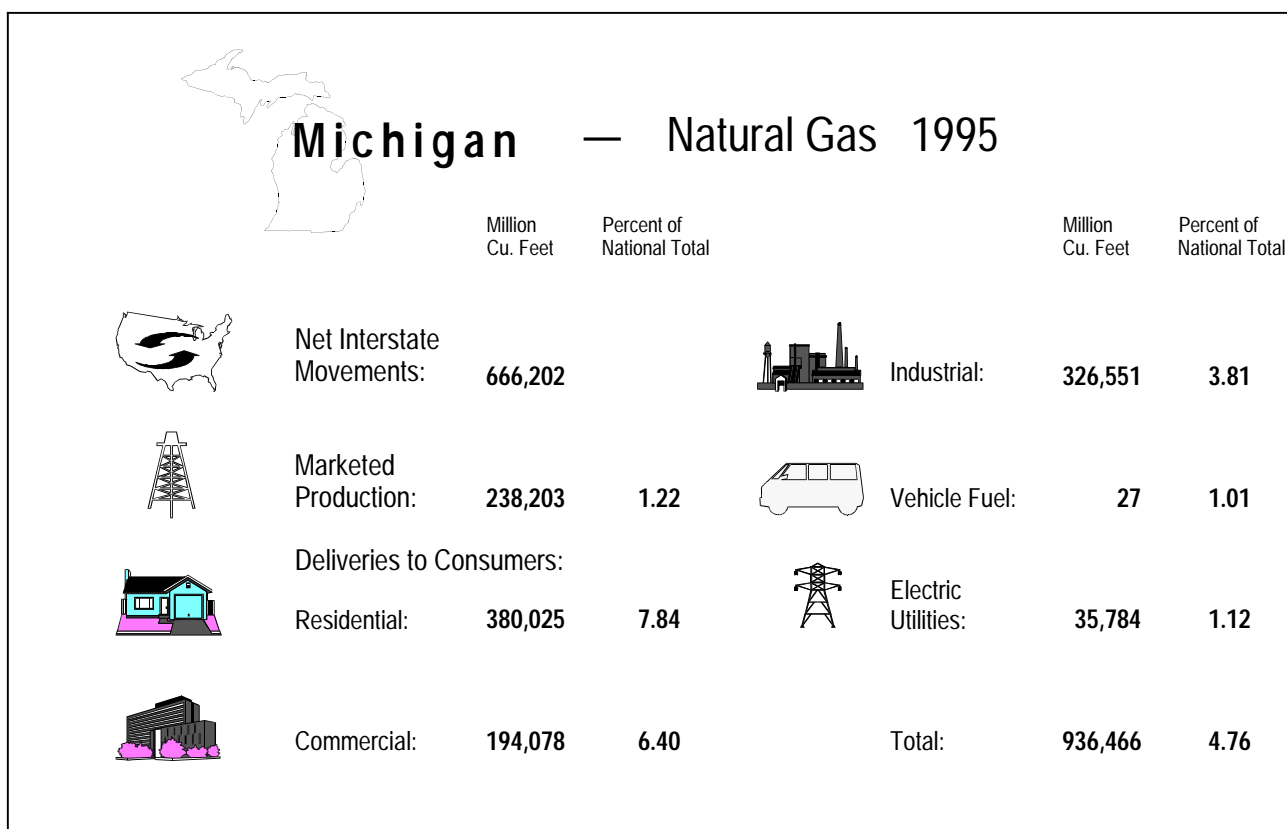 Michigan — Natural Gas 1995
Million Cu. Feet
Percent of National Total
Million Cu. Feet
Percent of National Total
Net Interstate
Movements: 666,202
Marketed
Production: 238,203 1.22
Deliveries to Consumers:
Residential: 380,025 7.84
Commercial: 194,078 6.40
Industrial: 326,551 3.81
Vehicle Fuel: 27 1.01
Electric
Utilities: 35,784 1.12
Total: 936,466 4.76